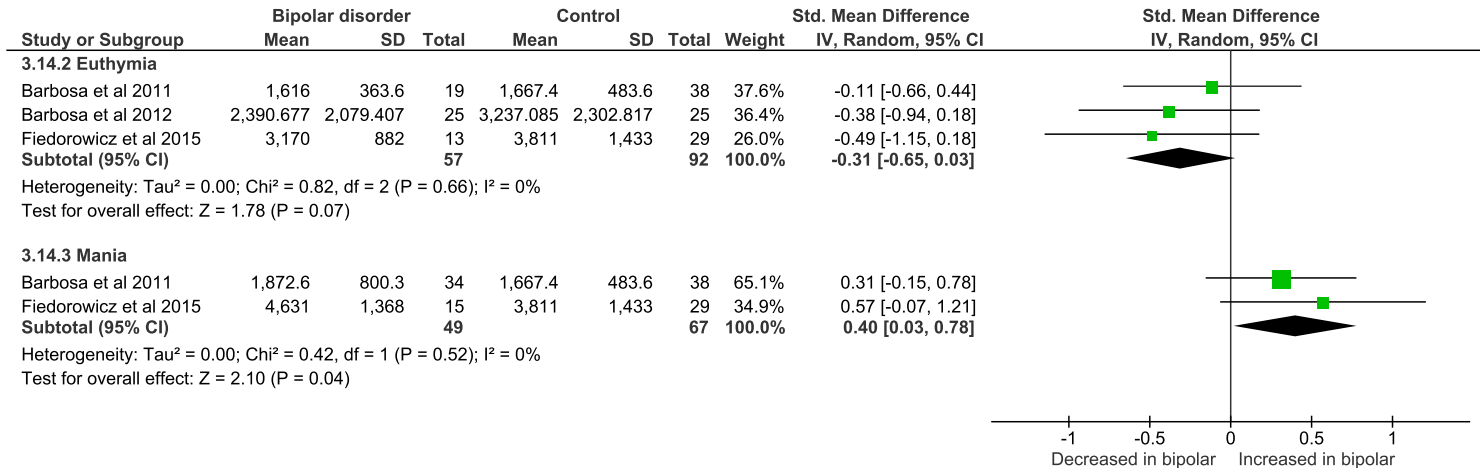 Bipolar disorder Control Std. Mean Difference Std. Mean Difference
Study or Subgroup Mean SD Total Mean SD Total Weight IV, Random, 95% CI IV, Random, 95% CI
3.14.2 Euthymia
Barbosa et al 2011 1,616 363.6 19 1,667.4 483.6 38 37.6% -0.11 [-0.66, 0.44]
Barbosa et al 2012 2,390.677 2,079.407 25 3,237.085 2,302.817 25 36.4% -0.38 [-0.94, 0.18]
Fiedorowicz et al 2015 3,170 882 13 3,811 1,433 29 26.0% -0.49 [-1.15, 0.18]
Subtotal (95% CI) 57 92 100.0% -0.31 [-0.65, 0.03]
Heterogeneity: Tau² = 0.00; Chi² = 0.82, df = 2 (P = 0.66); I² = 0%
Test for overall effect: Z = 1.78 (P = 0.07)
3.14.3 Mania
Barbosa et al 2011 1,872.6 800.3 34 1,667.4 483.6 38 65.1% 0.31 [-0.15, 0.78]
Fiedorowicz et al 2015 4,631 1,368 15 3,811 1,433 29 34.9% 0.57 [-0.07, 1.21]
Subtotal (95% CI) 49 67 100.0% 0.40 [0.03, 0.78]
Heterogeneity: Tau² = 0.00; Chi² = 0.42, df = 1 (P = 0.52); I² = 0%
Test for overall effect: Z = 2.10 (P = 0.04)
-1 -0.5 0 0.5 1
Decreased in bipolar Increased in bipolar